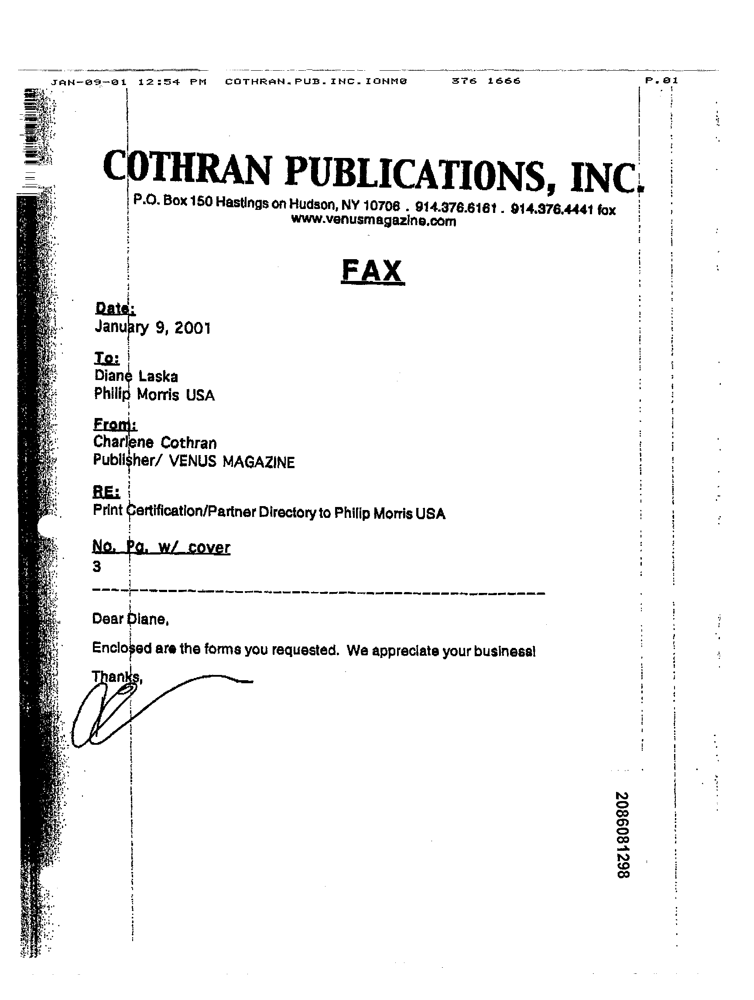 JAN-09-01 12:54 PM COTHRAN.PUB.INC.IONM0 376 1666 P.01
COTHRAN PUBLICATIONS, INC.
P.O. Box 150 Hastings on Hudson, NY 10706 . 914.376.6161 . 914.376.4441 fax
www.venusmagazine.com
FAX
Date:
January 9, 2001
To:
Diane Laska
Philip Morris USA
From:
Charlene Cothran
Publisher/ VENUS MAGAZINE
RE:
Print Certification/Partner Directory to Philip Morris USA
No. Pg. w/ cover
3
Dear Diane,
Enclosed are the forms you requested. We appreciate your business!
Thanks,
2086081298